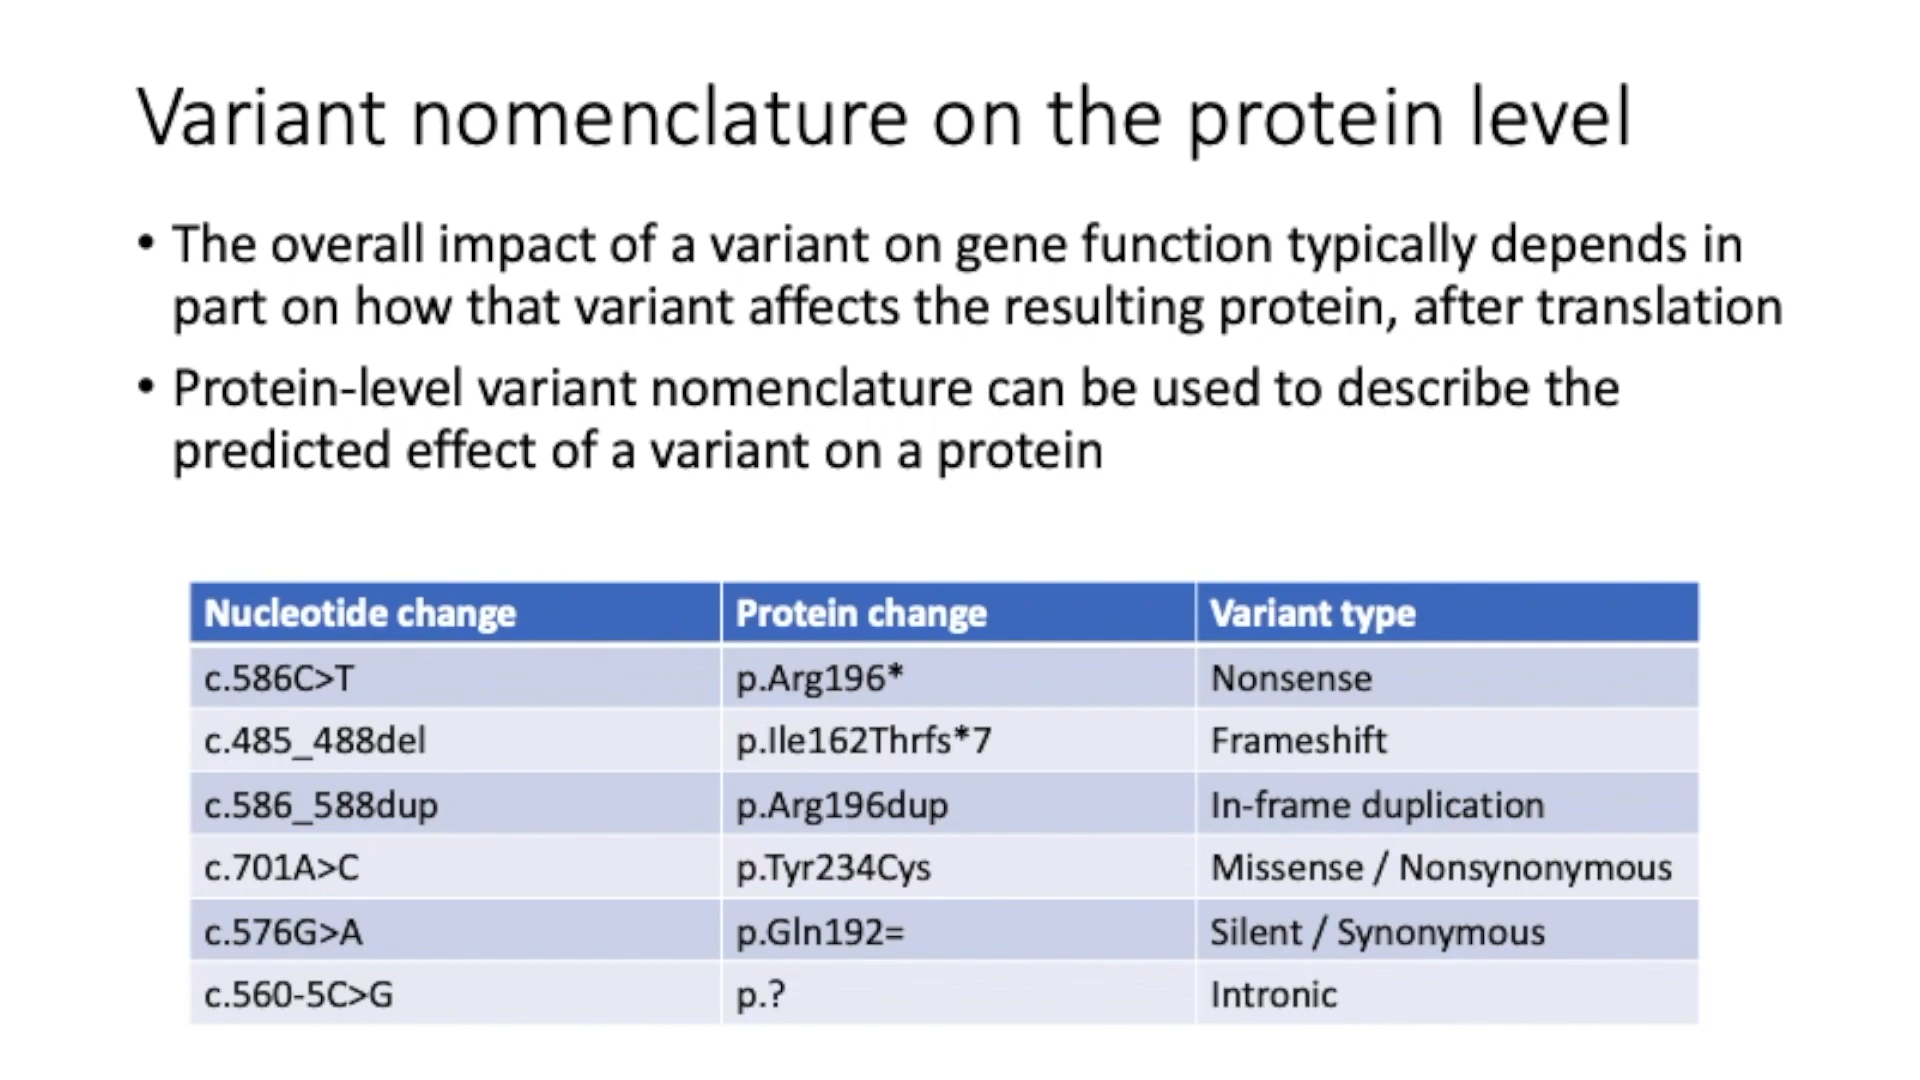 Variant nomenclature on the protein level
• The overall impact of a variant on gene function typically depends in
part on how that variant affects the resulting protein, after translation
• Protein-level variant nomenclature can be used to describe the
predicted effect of a variant on a protein
Nucleotide change Protein change Variant type
c.586C>T p.Arg196* Nonsense
c.485_488del p.Ile162Thrfs*7 Frameshift
c.586_588dup p.Arg196dup In-frame duplication
c.701A>C p.Tyr234Cys Missense / Nonsynonymous
c.576G>A p.Gln192= Silent / Synonymous
c.560-5C>G p.? Intronic